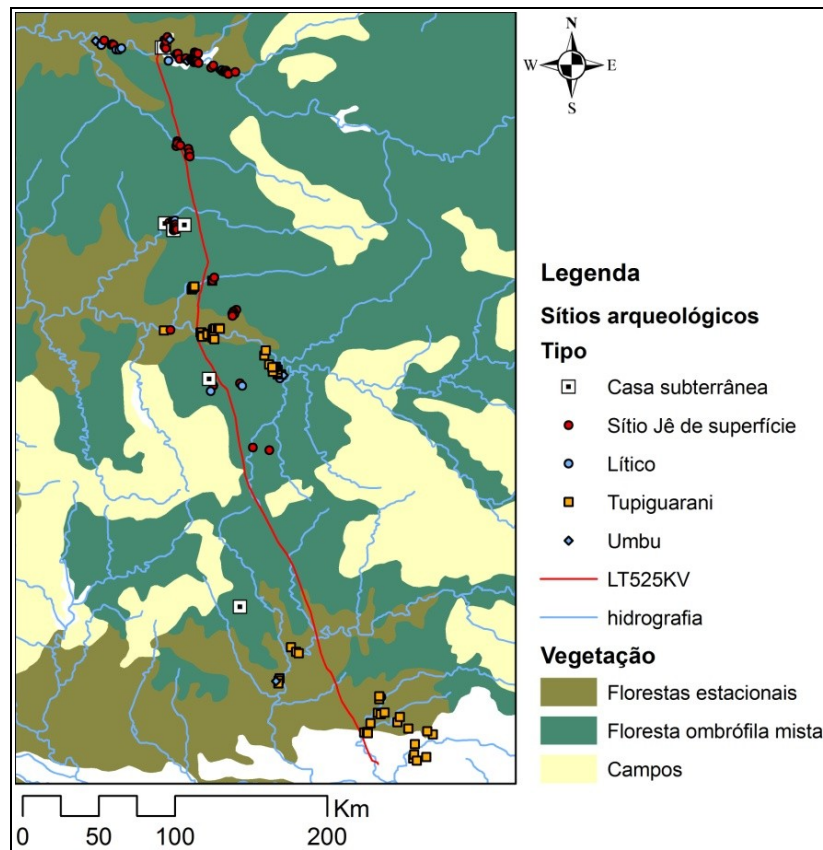 N
W E
S
Legenda
Sítios arqueológicos
Tipo
Casa subterrânea
Sítio Jê de superfície
Lítico
Tupiguarani
Umbu
LT525KV
hidrografia
Vegetação
Florestas estacionais
Floresta ombrófila mista
Campos
Km
0 50 100 200